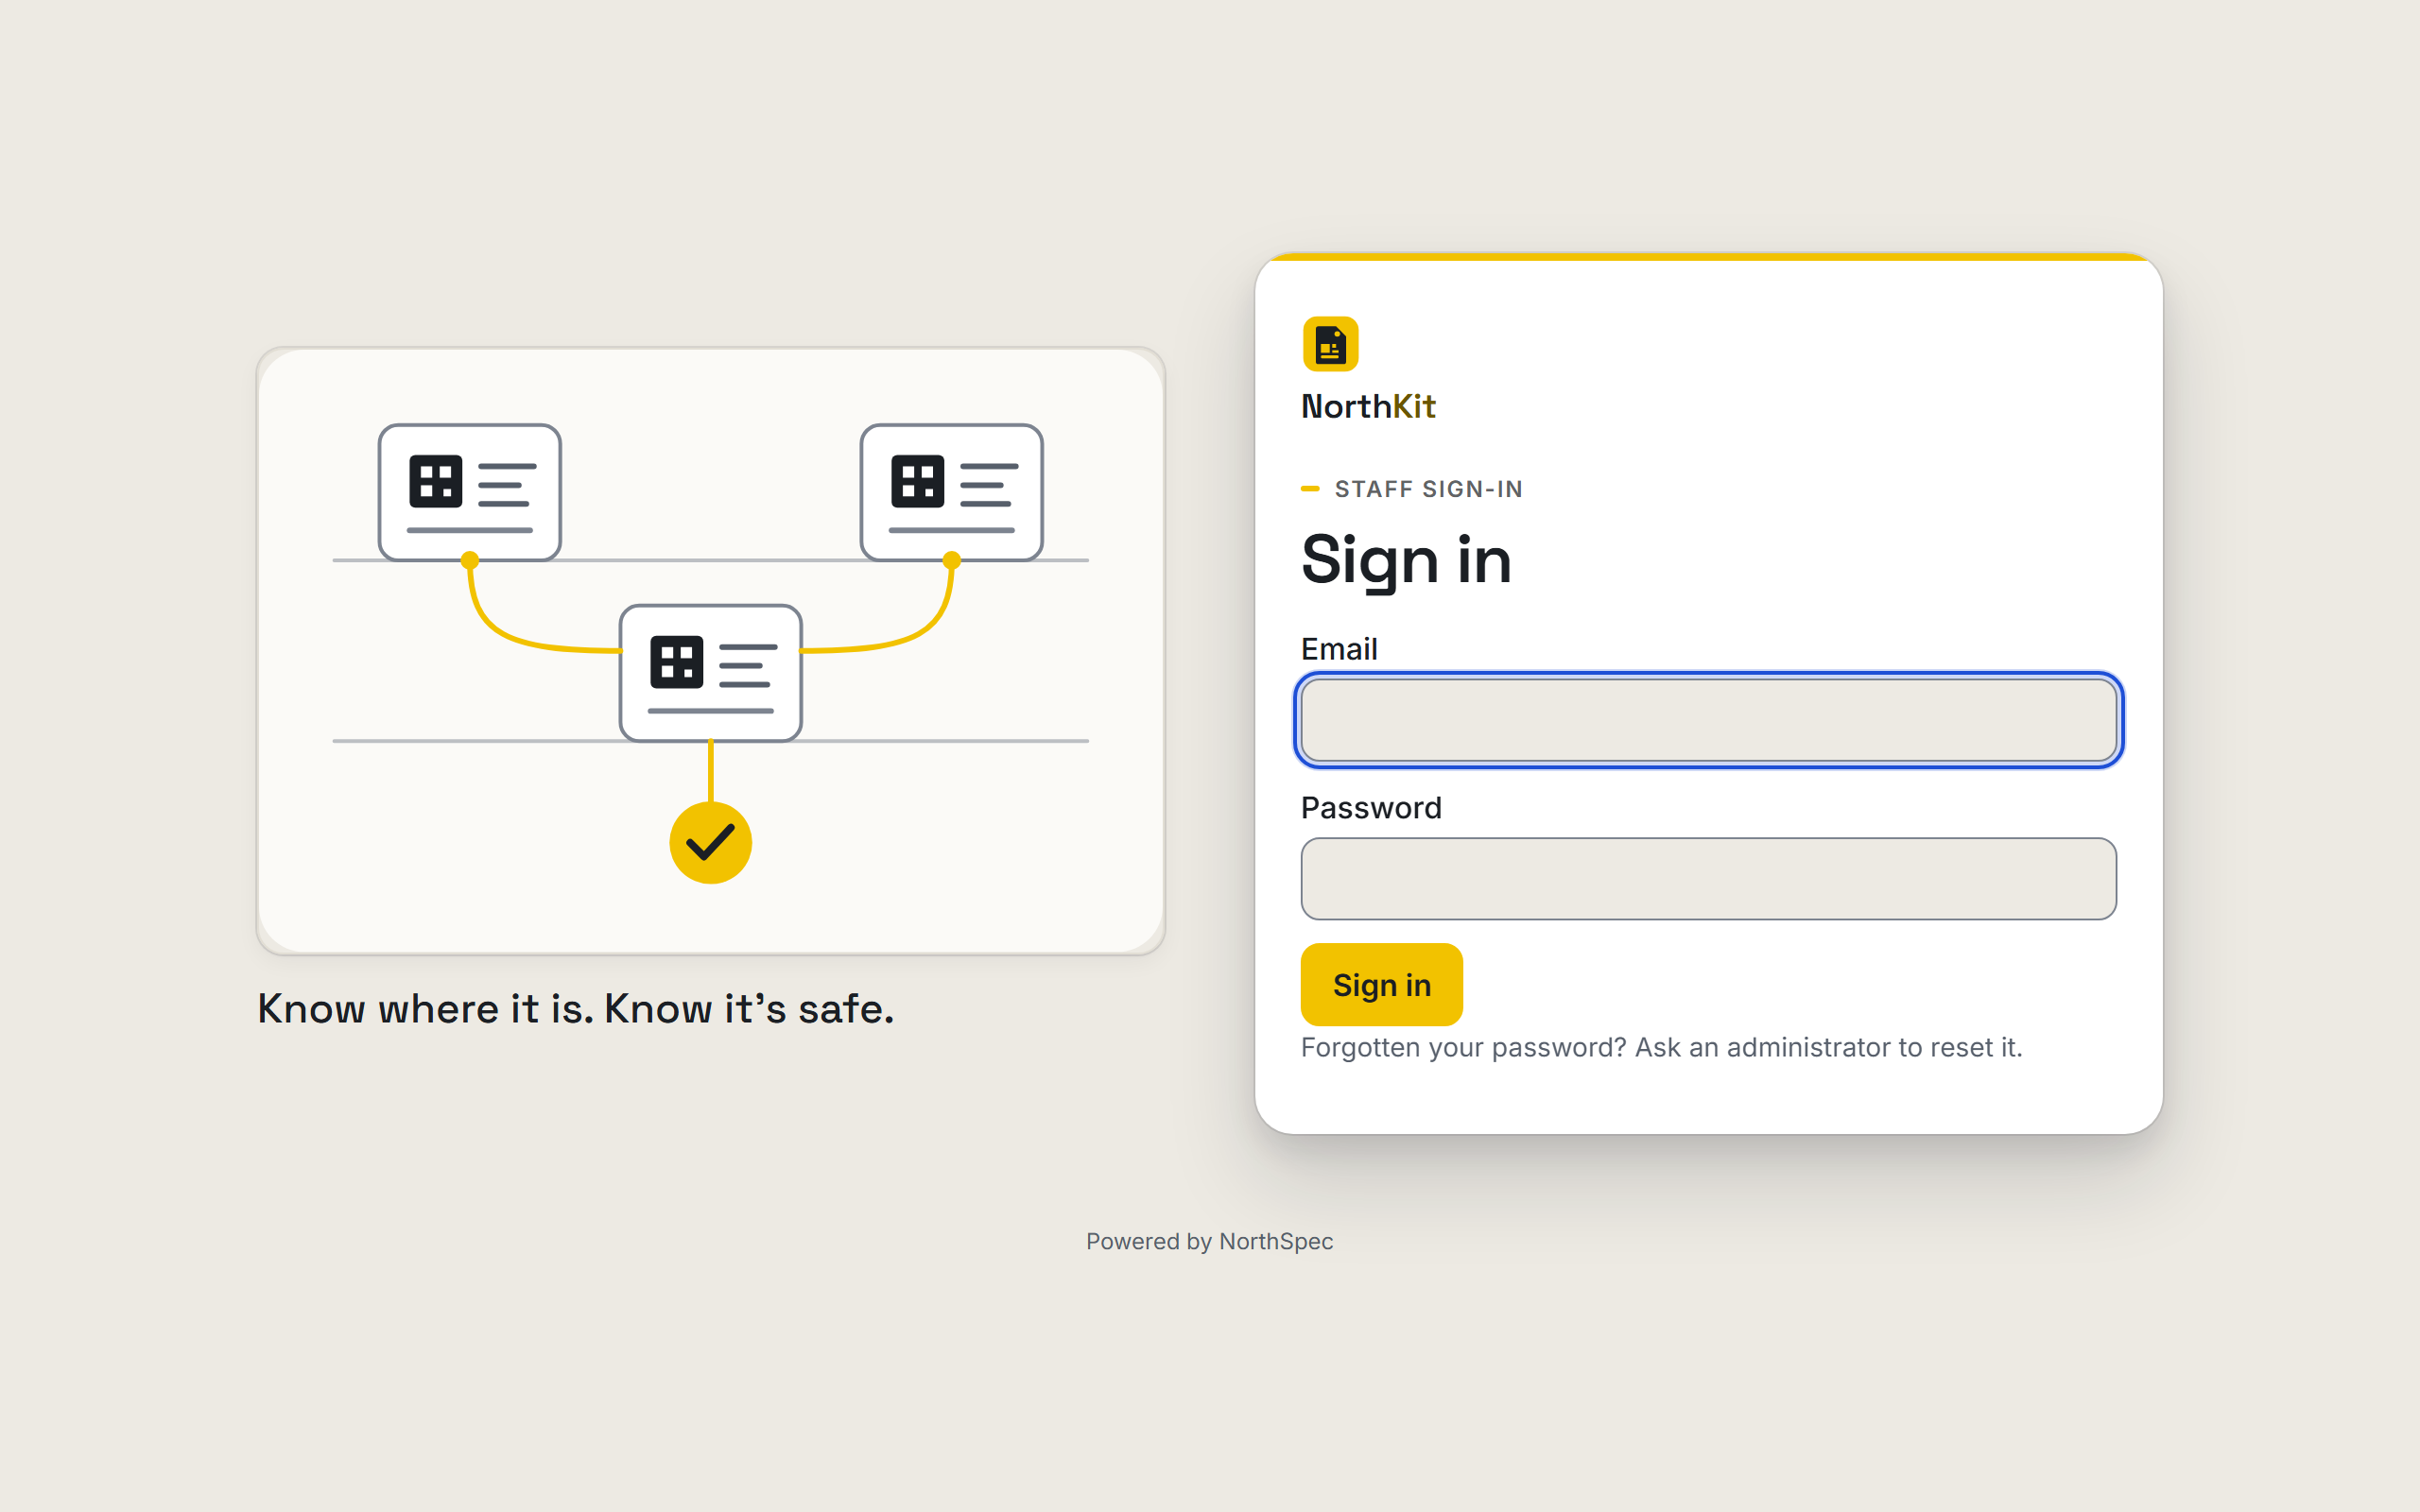 Know where it is. Know it’s safe.
NorthKit
STAFF SIGN-IN
Sign in
Email
Password
Sign in
Forgotten your password? Ask an administrator to reset it.
Powered by NorthSpec